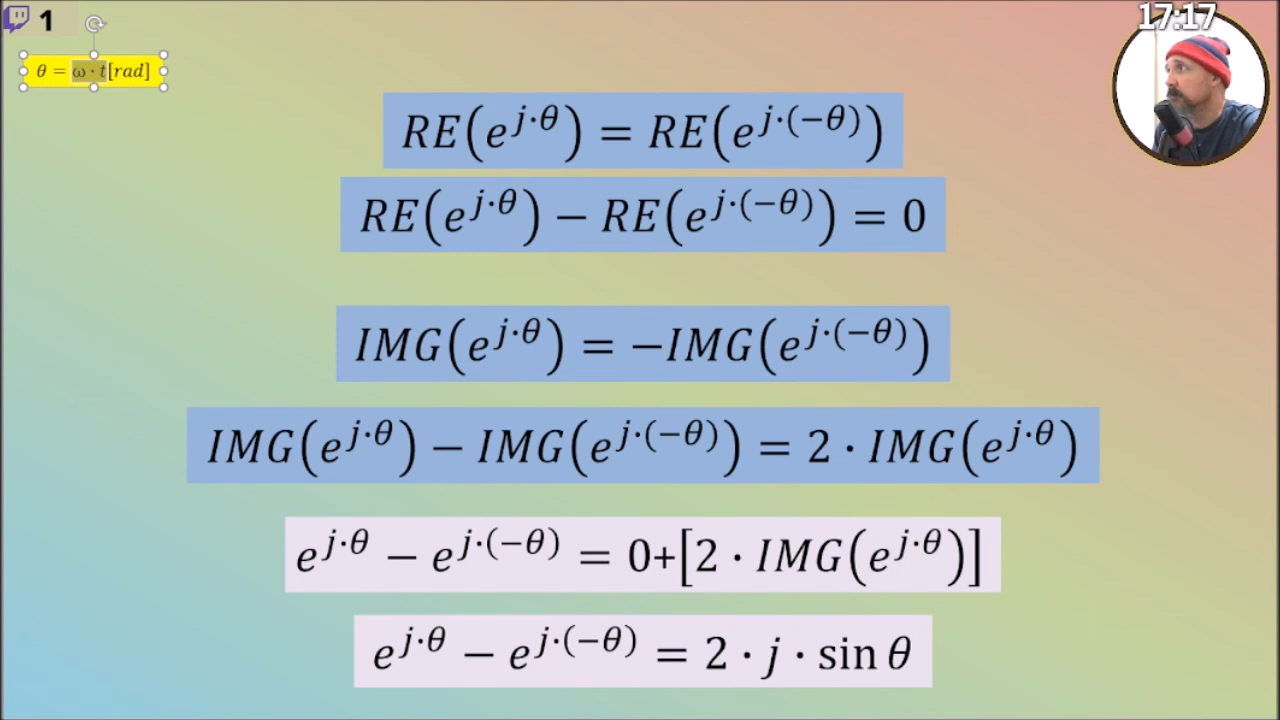 1
17:17
θ = ω · t[rad]
RE(e^{j·θ}) = RE(e^{j·(−θ)})
RE(e^{j·θ}) − RE(e^{j·(−θ)}) = 0
IMG(e^{j·θ}) = −IMG(e^{j·(−θ)})
IMG(e^{j·θ}) − IMG(e^{j·(−θ)}) = 2 · IMG(e^{j·θ})
e^{j·θ} − e^{j·(−θ)} = 0+[2 · IMG(e^{j·θ})]
e^{j·θ} − e^{j·(−θ)} = 2 · j · sin θ